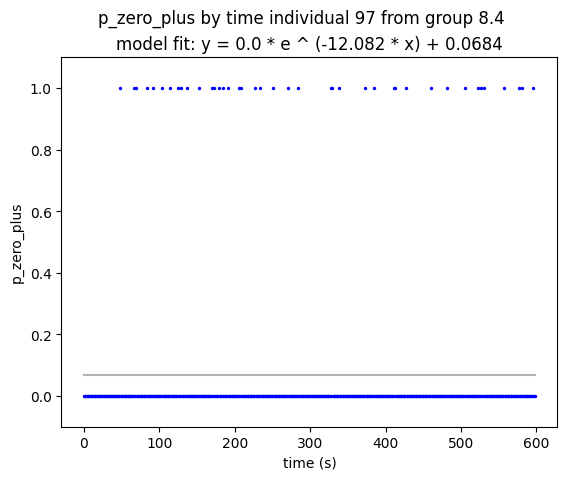 p_zero_plus by time individual 97 from group 8.4
model fit: y = 0.0 * e ^ (-12.082 * x) + 0.0684
1.0
0.8
0.6
0.4
0.2
0.0
p_zero_plus
0 100 200 300 400 500 600
time (s)